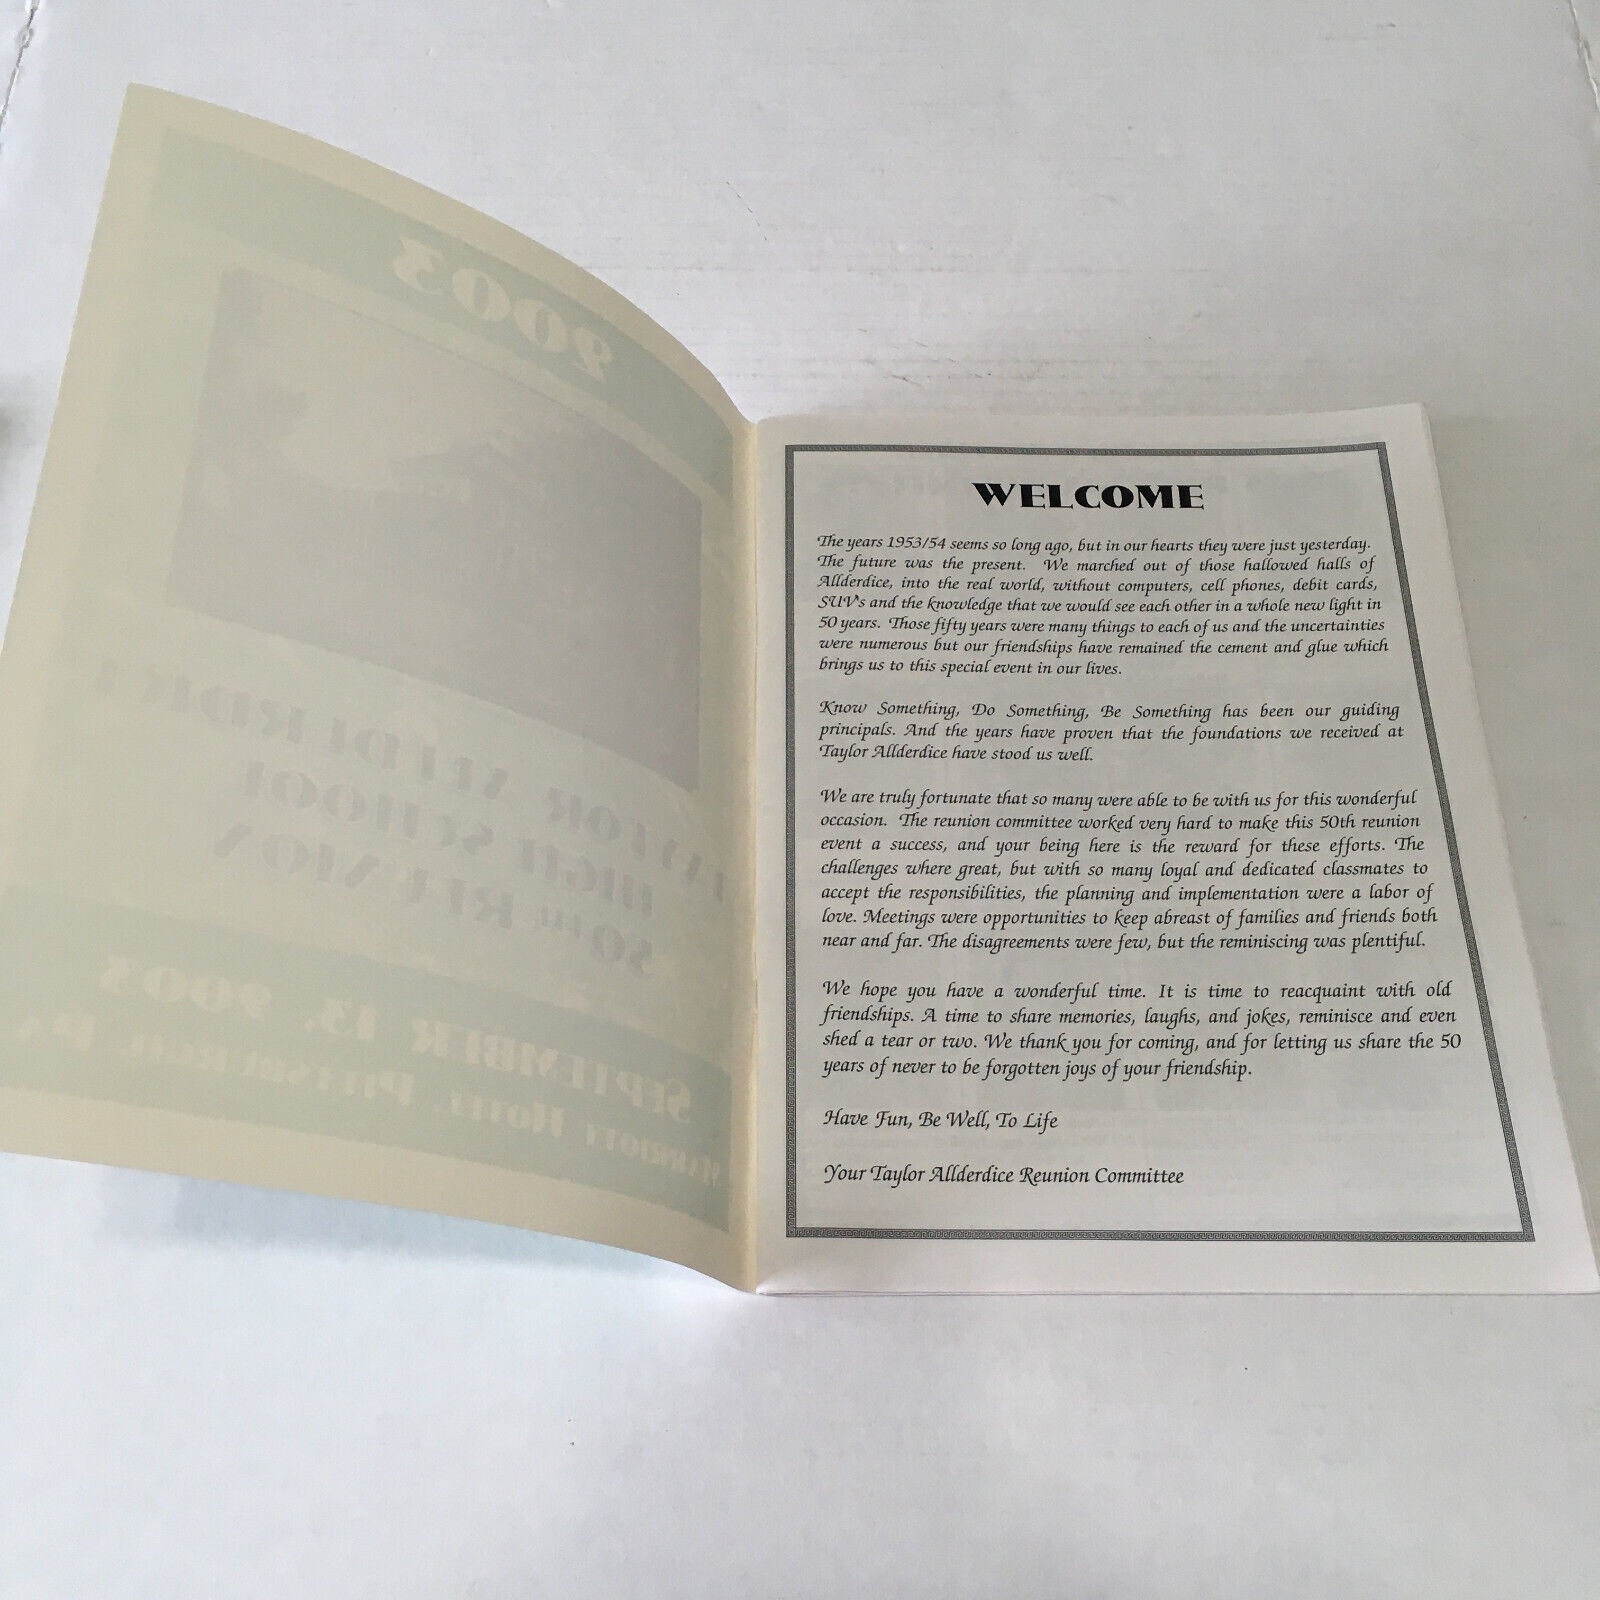 2003
TAYLOR ALLDERDICE
HIGH SCHOOL
50TH REUNION
SEPTEMBER 13, 2003
MARRIOTT HOTEL,
WELCOME
The years 1953/54 seems so long ago, but in our hearts they were just yesterday.
The future was the present. We marched out of those hallowed halls of
Allderdice, into the real world, without computers, cell phones, debit cards,
SUV's and the knowledge that we would see each other in a whole new light in
50 years. Those fifty years were many things to each of us and the uncertainties
were numerous but our friendships have remained the cement and glue which
brings us to this special event in our lives.
Know Something, Do Something, Be Something has been our guiding
principals. And the years have proven that the foundations we received at
Taylor Allderdice have stood us well.
We are truly fortunate that so many were able to be with us for this wonderful
occasion. The reunion committee worked very hard to make this 50th reunion
event a success, and your being here is the reward for these efforts. The
challenges where great, but with so many loyal and dedicated classmates to
accept the responsibilities, the planning and implementation were a labor of
love. Meetings were opportunities to keep abreast of families and friends both
near and far. The disagreements were few, but the reminiscing was plentiful.
We hope you have a wonderful time. It is time to reacquaint with old
friendships. A time to share memories, laughs, and jokes, reminisce and even
shed a tear or two. We thank you for coming, and for letting us share the 50
years of never to be forgotten joys of your friendship.
Have Fun, Be Well, To Life
Your Taylor Allderdice Reunion Committee